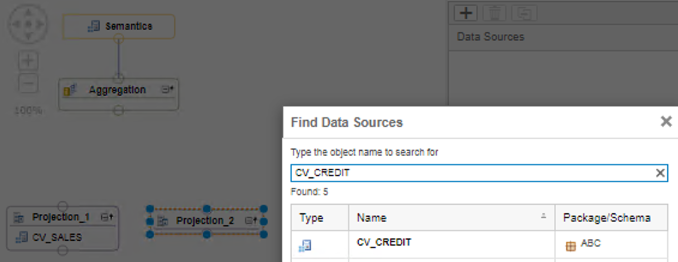 Semantics
Data Sources
Aggregation
100%
Find Data Sources
Type the object name to search for
CV_CREDIT
Found: 5
Type Name Package/Schema
CV_CREDIT ABC
Projection_1
CV_SALES
Projection_2